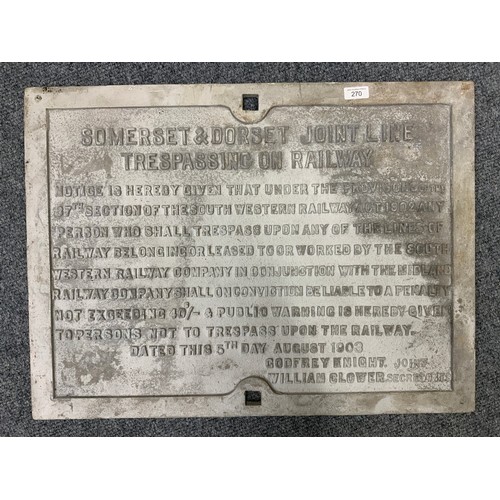 270
SOMERSET & DORSET JOINT LINE
TRESPASSING ON RAILWAY
NOTICE IS HEREBY GIVEN THAT UNDER THE PROVISIONS OF
37TH SECTION OF THE SOUTH WESTERN RAILWAY ACT ANY
PERSON WHO SHALL TRESPASS UPON ANY OF THE LINES OF
RAILWAY BELONGING OR LEASED TO OR WORKED BY THE SOUTH
WESTERN RAILWAY COMPANY IN CONJUNCTION WITH THE MIDLAND
RAILWAY COMPANY SHALL ON CONVICTION BE LIABLE TO A PENALTY
NOT EXCEEDING 40/- & PUBLIC WARNING IS HEREBY GIVEN
TO PERSONS NOT TO TRESPASS UPON THE RAILWAY.
DATED THIS 5TH DAY AUGUST 1903
GODFREY KNIGHT. JOINT
WILLIAM CLOWER. SECRETARIES